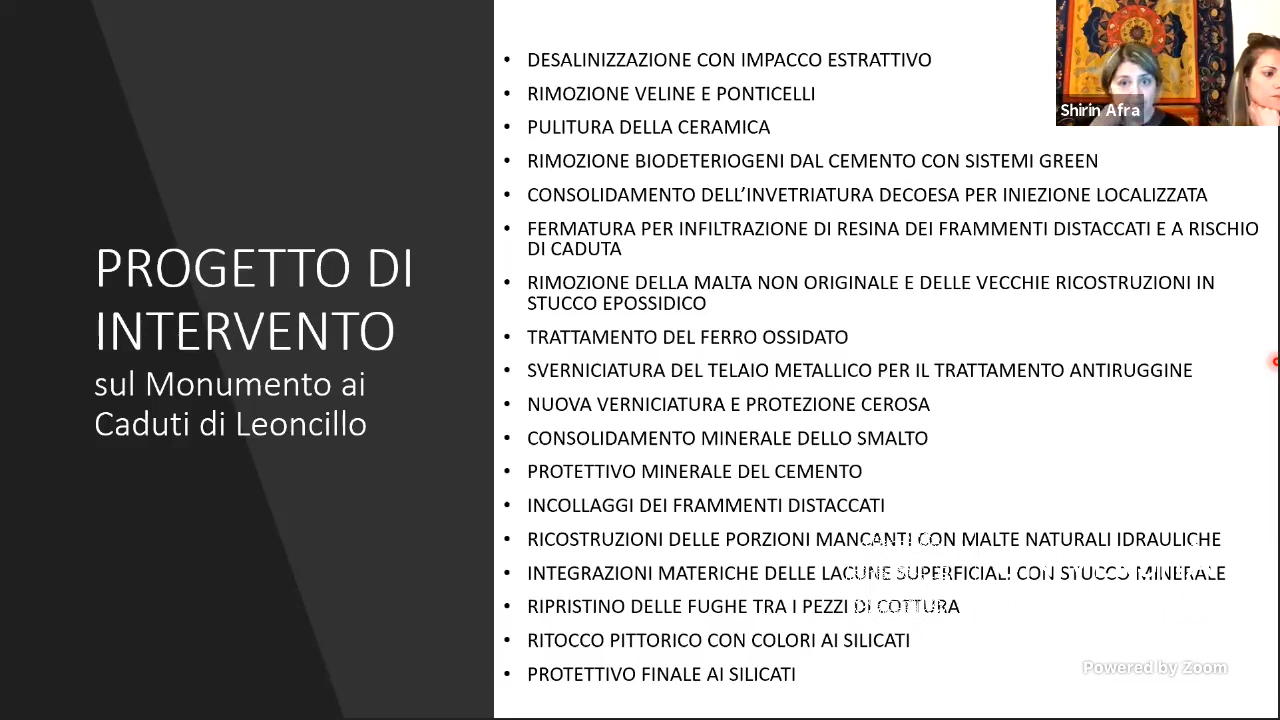 PROGETTO DI
INTERVENTO
sul Monumento ai
Caduti di Leoncillo
• DESALINIZZAZIONE CON IMPACCO ESTRATTIVO
• RIMOZIONE VELINE E PONTICELLI
• PULITURA DELLA CERAMICA
• RIMOZIONE BIODETERIOGENI DAL CEMENTO CON SISTEMI GREEN
• CONSOLIDAMENTO DELL’INVETRIATURA DECOESA PER INIEZIONE LOCALIZZATA
• FERMATURA PER INFILTRAZIONE DI RESINA DEI FRAMMENTI DISTACCATI E A RISCHIO
DI CADUTA
• RIMOZIONE DELLA MALTA NON ORIGINALE E DELLE VECCHIE RICOSTRUZIONI IN
STUCCO EPOSSIDICO
• TRATTAMENTO DEL FERRO OSSIDATO
• SVERNICIATURA DEL TELAIO METALLICO PER IL TRATTAMENTO ANTIRUGGINE
• NUOVA VERNICIATURA E PROTEZIONE CEROSA
• CONSOLIDAMENTO MINERALE DELLO SMALTO
• PROTETTIVO MINERALE DEL CEMENTO
• INCOLLAGGI DEI FRAMMENTI DISTACCATI
• RICOSTRUZIONI DELLE PORZIONI MANCANTI CON MALTE NATURALI IDRAULICHE
• INTEGRAZIONI MATERICHE DELLE LACUNE SUPERFICIALI CON STUCCO MINERALE
• RIPRISTINO DELLE FUGHE TRA I PEZZI DI COTTURA
• RITOCCO PITTORICO CON COLORI AI SILICATI
• PROTETTIVO FINALE AI SILICATI
Shirin Afra
Powered by Zoom